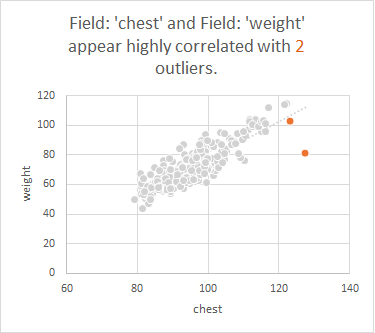 Field: 'chest' and Field: 'weight'
appear highly correlated with 2
outliers.
120
100
80
60
40
20
0
weight
60
80
100
120
140
chest